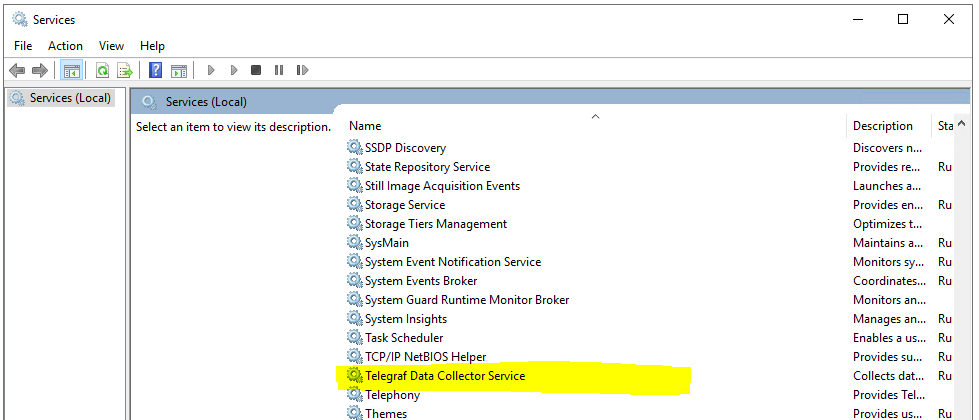 Services
File Action View Help
Services (Local)
Services (Local)
Select an item to view its description.
Name Description Sta
SSDP Discovery Discovers n...
State Repository Service Provides re... Ru
Still Image Acquisition Events Launches a...
Storage Service Provides en... Ru
Storage Tiers Management Optimizes t...
SysMain Maintains a... Ru
System Event Notification Service Monitors sy... Ru
System Events Broker Coordinates... Ru
System Guard Runtime Monitor Broker Monitors an... Ru
System Insights Manages an... Ru
Task Scheduler Enables a us... Ru
TCP/IP NetBIOS Helper Provides su... Ru
Telegraf Data Collector Service Collects dat... Ru
Telephony Provides Tel...
Themes Provides us... Ru